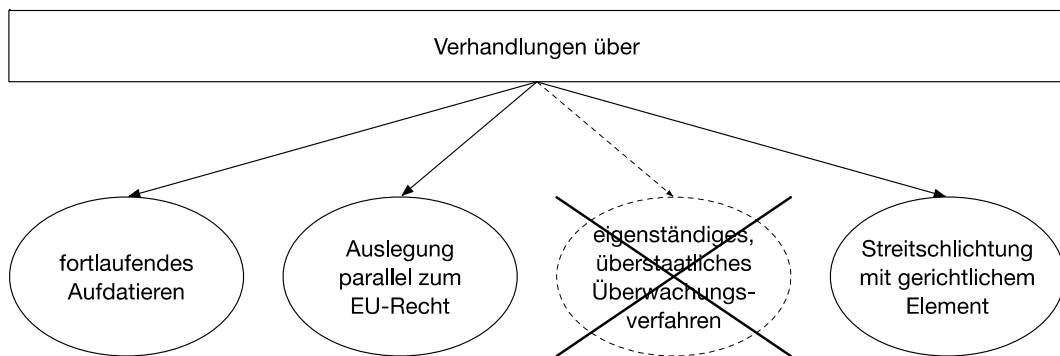 Verhandlungen über
fortlaufendes
Aufdatieren
Auslegung
parallel zum
EU-Recht
eigenständiges,
überstaatliches
Überwachungs-
verfahren
Streitschlichtung
mit gerichtlichem
Element